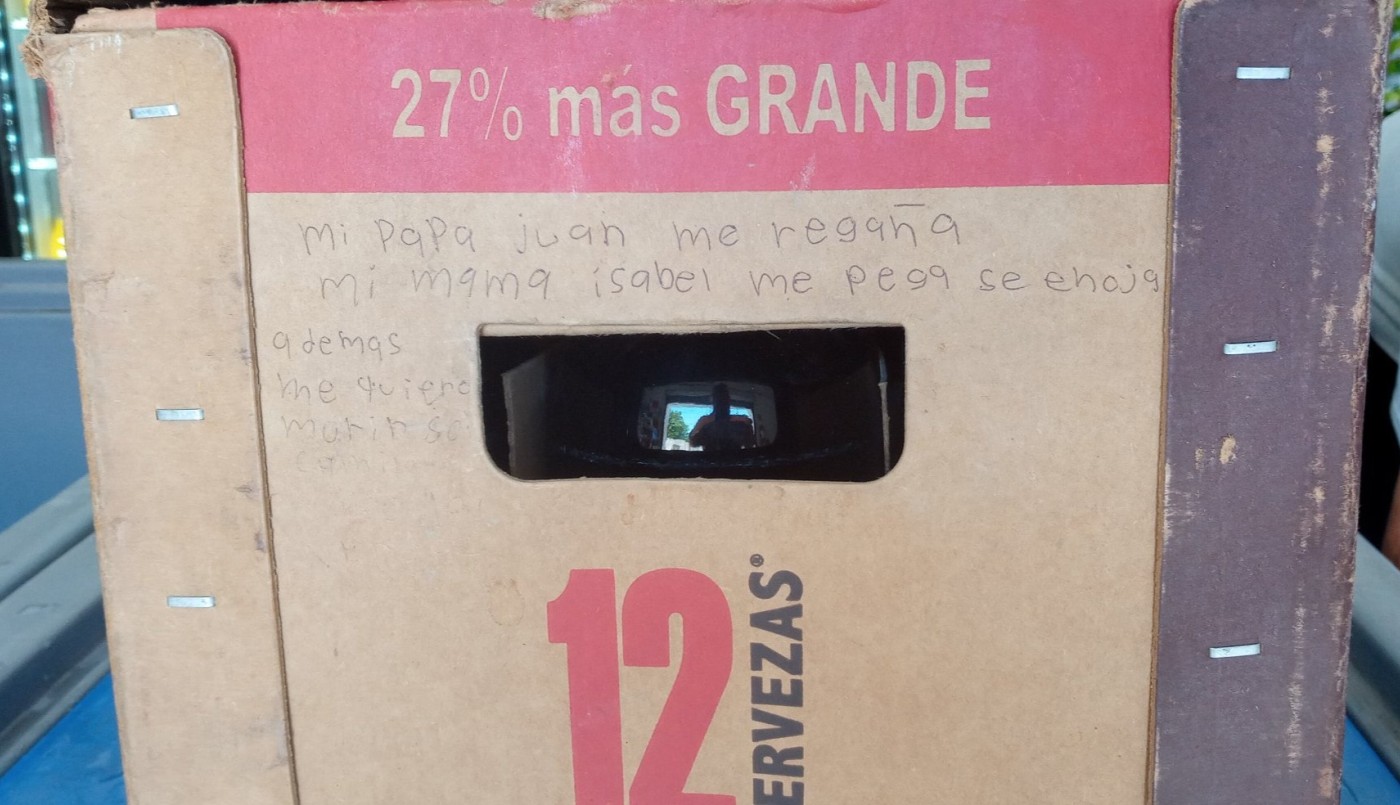 27% más GRANDE
mi papa juan me regaña
mi mama isabel me pega se enoja
ademas
me quiero
morir
12
ERVEZAS®